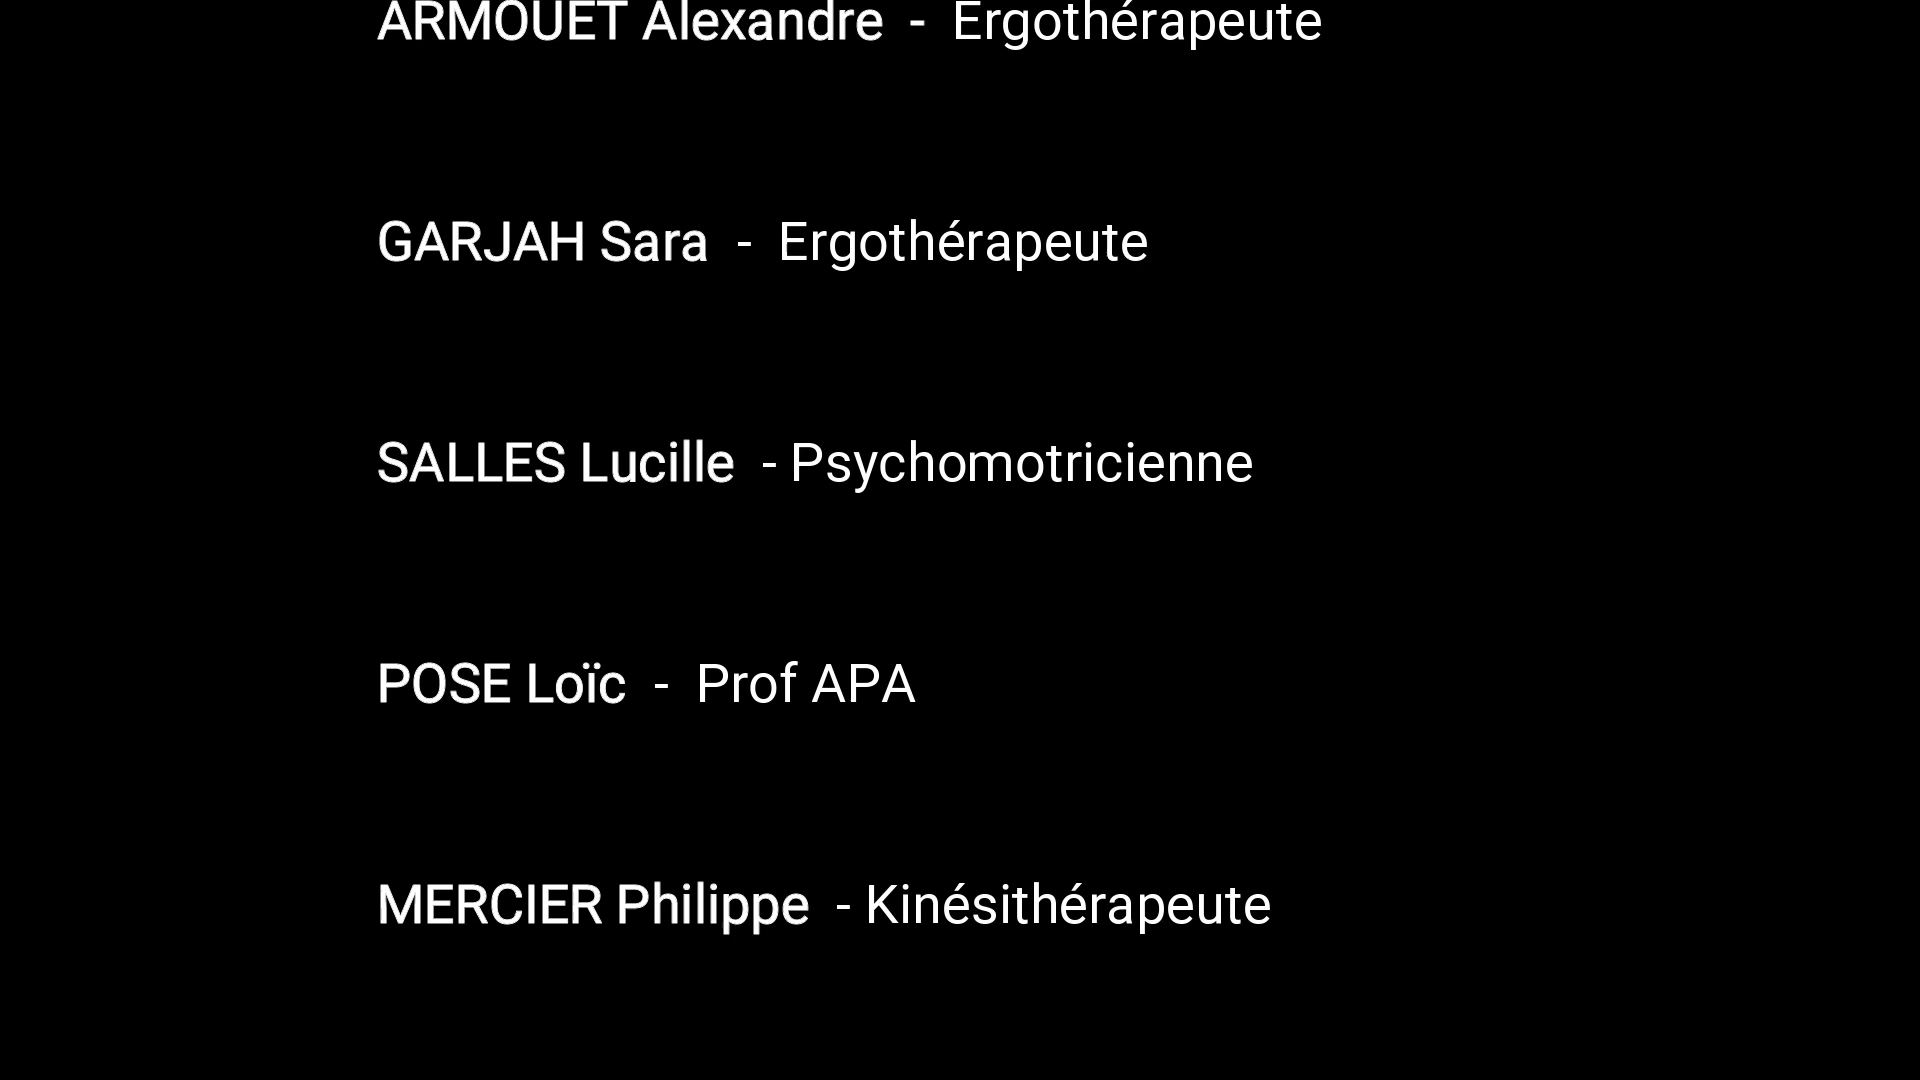 ARMOUET Alexandre - Ergothérapeute
GARJAH Sara - Ergothérapeute
SALLES Lucille - Psychomotricienne
POSE Loïc - Prof APA
MERCIER Philippe - Kinésithérapeute